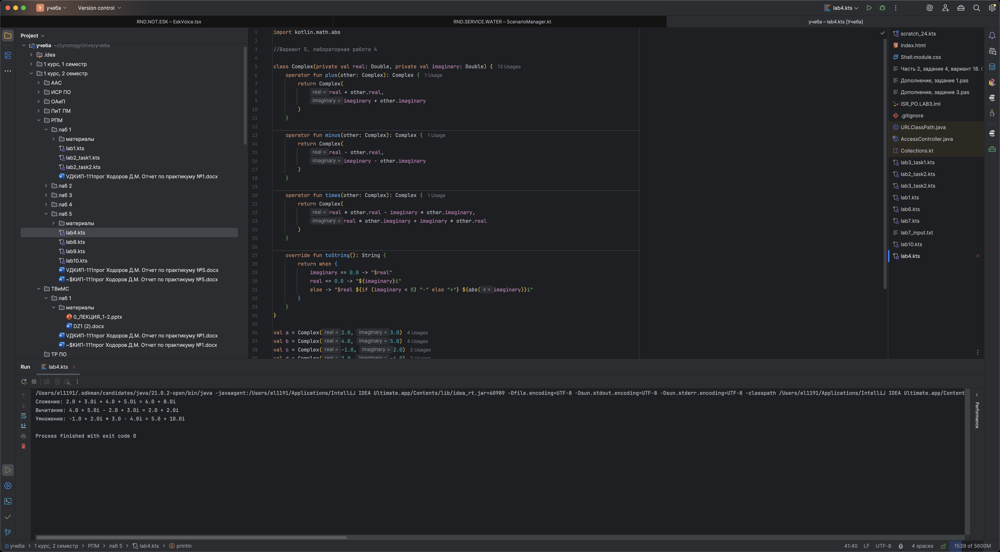 У учеба Version control lab4.kts
RND.NOT.ESK – EskVoice.tsx
RND.SERVICE.WATER – ScenarioManager.kt
учеба – lab4.kts [Учеба]
Project
учеба ~/SynologyDrive/учеба
.idea
1 курс, 1 семестр
1 курс, 2 семестр
ААС
ИСР ПО
ОАиП
ПиТ ПМ
РПМ
лаб 1
материалы
lab1.kts
lab2_task1.kts
lab2_task2.kts
VДКИП-111прог Ходоров Д.М. Отчет по практикуму №1.docx
лаб 2
лаб 3
лаб 4
лаб 5
материалы
lab4.kts
lab8.kts
lab9.kts
lab10.kts
VДКИП-111прог Ходоров Д.М. Отчет по практикуму №5.docx
~$КИП-111прог Ходоров Д.М. Отчет по практикуму №5.docx
ТВиМС
лаб 1
материалы
0_ЛЕКЦИЯ_1-2.pptx
DZ1 (2).docx
VДКИП-111прог Ходоров Д.М. Отчет по практикуму №1.docx
~$КИП-111прог Ходоров Д.М. Отчет по практикуму №1.docx
ТР ПО
1 import kotlin.math.abs
2
3 //Вариант 5, лабораторная работа 4
4
5 class Complex(private val real: Double, private val imaginary: Double) { 13 Usages
6 operator fun plus(other: Complex): Complex { 1 Usage
7 return Complex(
8 real = real + other.real,
9 imaginary = imaginary + other.imaginary
10 )
11 }
12
13 operator fun minus(other: Complex): Complex { 1 Usage
14 return Complex(
15 real = real - other.real,
16 imaginary = imaginary - other.imaginary
17 )
18 }
19
20 operator fun times(other: Complex): Complex { 1 Usage
21 return Complex(
22 real = real * other.real - imaginary * other.imaginary,
23 imaginary = real * other.imaginary + imaginary * other.real
24 )
25 }
26
27 override fun toString(): String {
28 return when {
29 imaginary == 0.0 -> "$real"
30 real == 0.0 -> "${imaginary}i"
31 else -> "$real ${if (imaginary < 0) "-" else "+"} ${abs( x = imaginary)}i"
32 }
33 }
34 }
35
36 val a = Complex( real = 2.0, imaginary = 3.0) 4 Usages
37 val b = Complex( real = 4.0, imaginary = 5.0) 4 Usages
38 val c = Complex( real = -1.0, imaginary = 2.0) 2 Usages
39 val d = Complex( real = 3.0, imaginary = -4.0) 2 Usages
scratch_24.kts
index.html
Shell.module.css
Часть 2, задание 4, вариант 18. С
Дополнение, задание 1.pas
Дополнение, задание 3.pas
ISR_PO.LAB3.iml
.gitignore
URLClassPath.java
AccessController.java
Collections.kt
lab3_task1.kts
lab2_task2.kts
lab3_task2.kts
lab1.kts
lab6.kts
lab7.kts
lab7_input.txt
lab10.kts
lab4.kts
Run lab4.kts
/Users/el1191/.sdkman/candidates/java/21.0.2-open/bin/java -javaagent:/Users/el1191/Applications/IntelliJ IDEA Ultimate.app/Contents/lib/idea_rt.jar=60989 -Dfile.encoding=UTF-8 -Dsun.stdout.encoding=UTF-8 -Dsun.stderr.encoding=UTF-8 -classpath /Users/el1191/Applications/IntelliJ IDEA Ultimate.app/Content
Сложение: 2.0 + 3.0i + 4.0 + 5.0i = 6.0 + 8.0i
Вычитание: 4.0 + 5.0i - 2.0 + 3.0i = 2.0 + 2.0i
Умножение: -1.0 + 2.0i * 3.0 - 4.0i = 5.0 + 10.0i
Process finished with exit code 0
Performance
учеба > 1 курс, 2 семестр > РПМ > лаб 5 > lab4.kts > println
41:40 LF UTF-8 4 spaces 1539 of 5600M